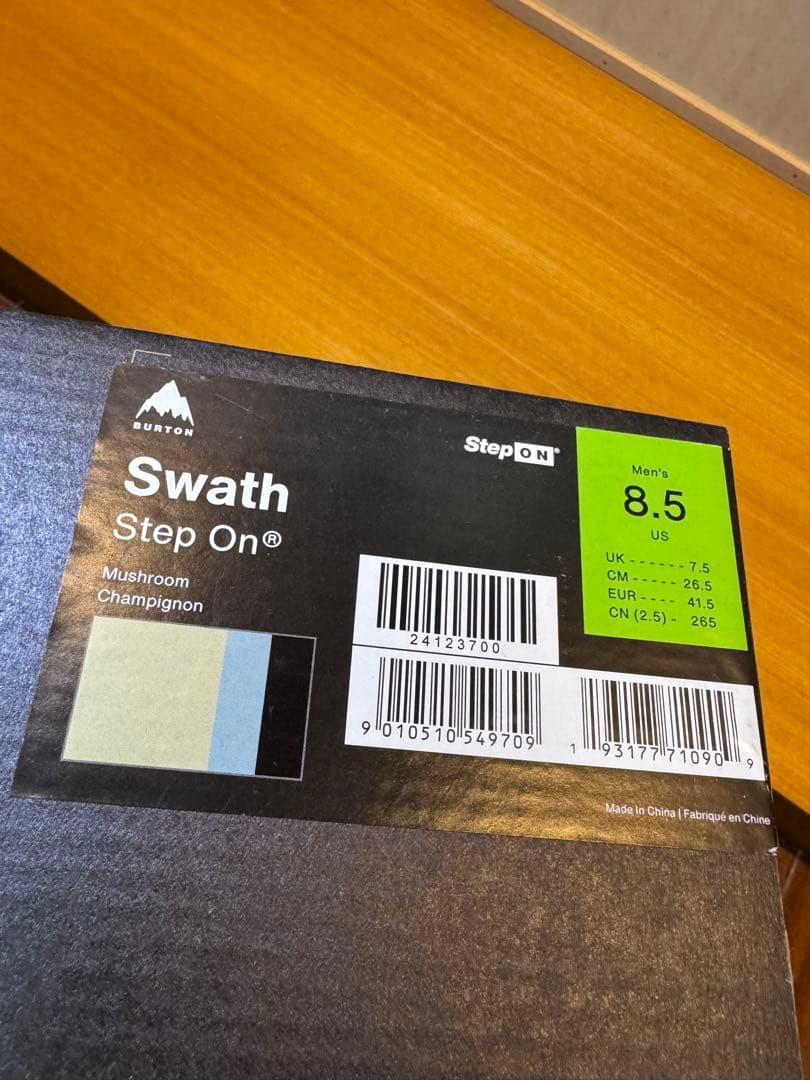 BURTON
StepON®
Swath
Step On®
Mushroom
Champignon
Men's
8.5
US
UK - - - - - - 7.5
CM - - - - - 26.5
EUR - - - - 41.5
CN (2.5) - 265
24123700
9 010510 549709
1 93177 71090 9
Made in China | Fabriqué en Chine